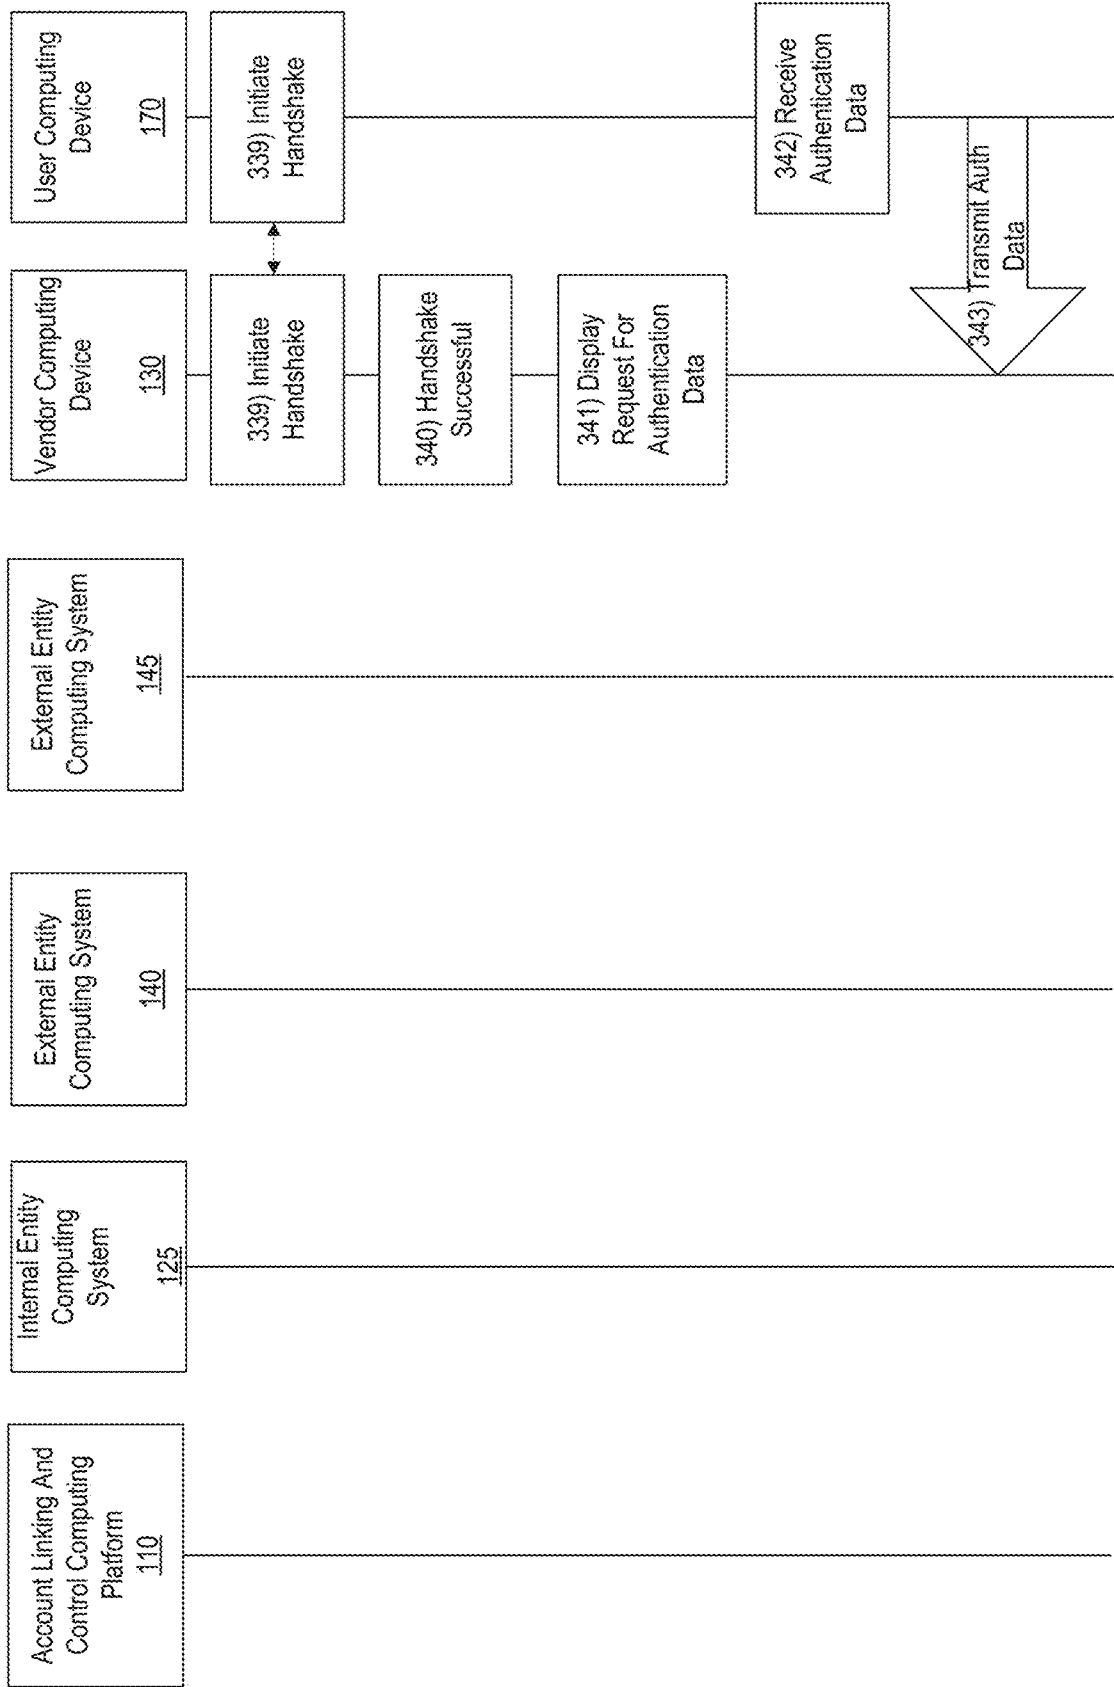 Account Linking And
Control Computing
Platform
110
Internal Entity
Computing
System
125
External Entity
Computing System
140
External Entity
Computing System
145
Vendor Computing
Device
130
User Computing
Device
170
339) Initiate
Handshake
339) Initiate
Handshake
340) Handshake
Successful
341) Display
Request For
Authentication
Data
342) Receive
Authentication
Data
343) Transmit Auth
Data